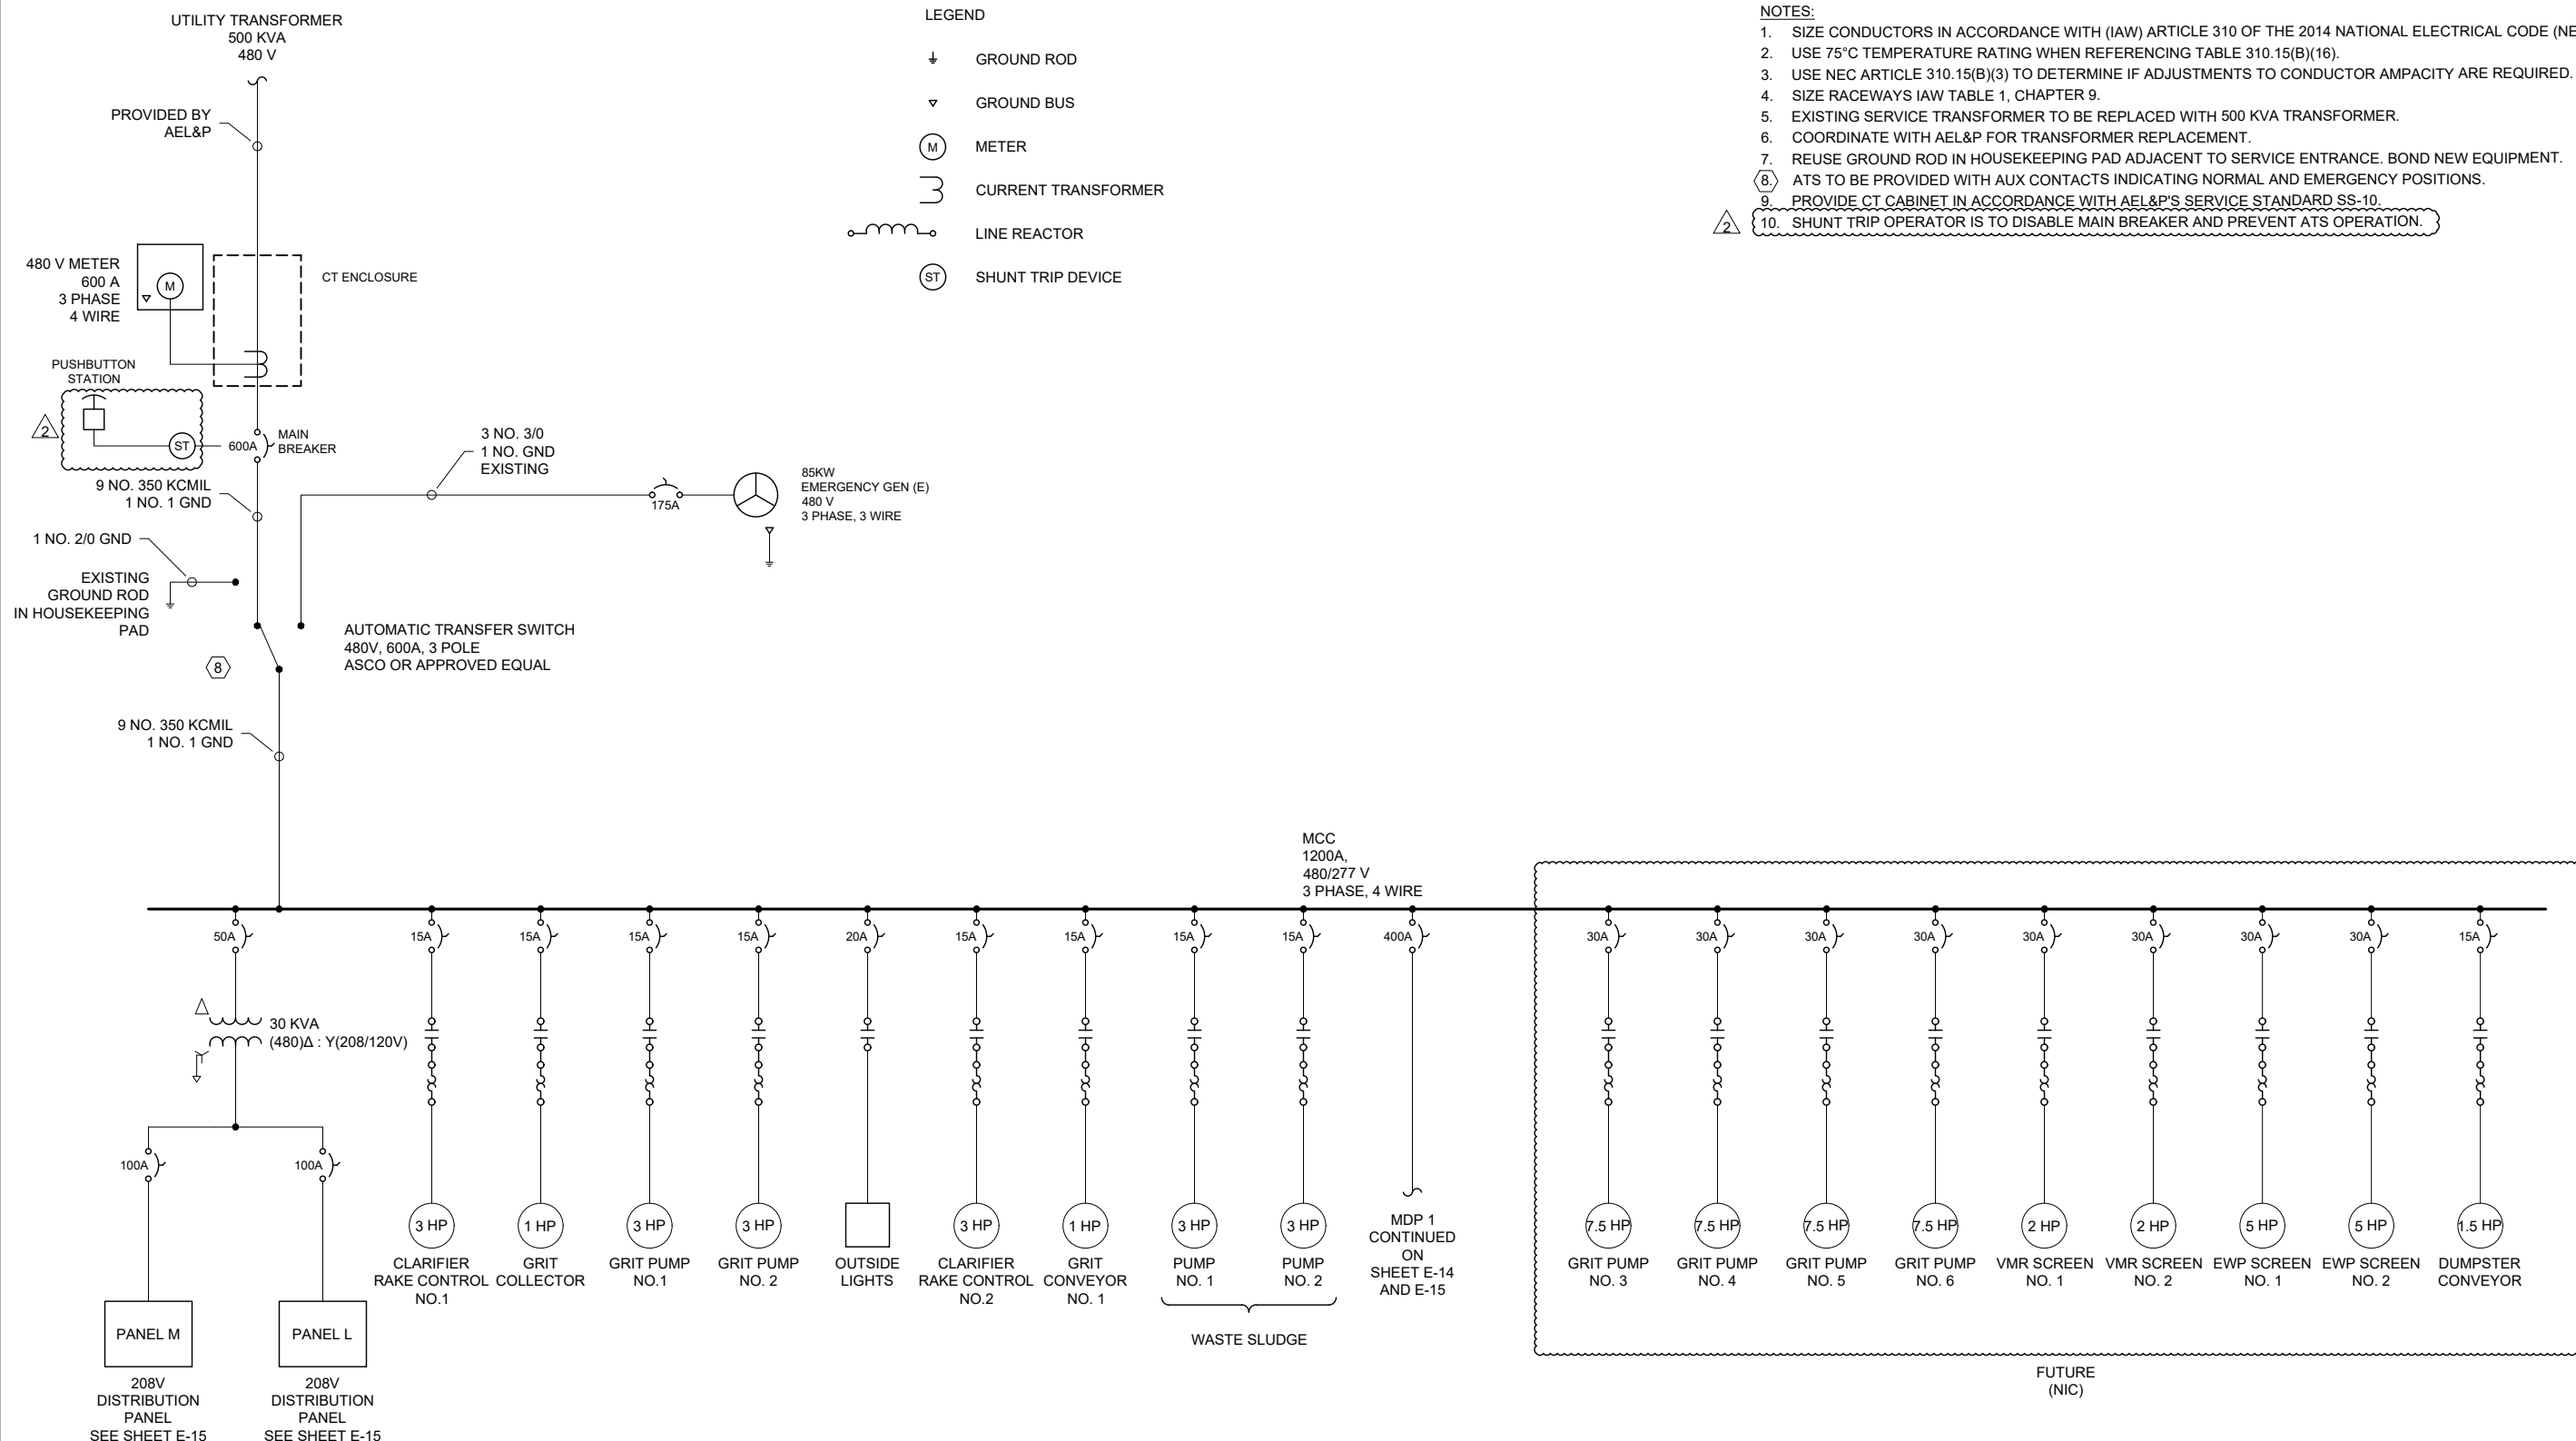 UTILITY TRANSFORMER
500 KVA
480 V
PROVIDED BY
AEL&P
480 V METER
600 A
3 PHASE
4 WIRE
M
CT ENCLOSURE
PUSHBUTTON
STATION
2
ST
600A
MAIN
BREAKER
9 NO. 350 KCMIL
1 NO. 1 GND
1 NO. 2/0 GND
EXISTING
GROUND ROD
IN HOUSEKEEPING
PAD
8
AUTOMATIC TRANSFER SWITCH
480V, 600A, 3 POLE
ASCO OR APPROVED EQUAL
9 NO. 350 KCMIL
1 NO. 1 GND
3 NO. 3/0
1 NO. GND
EXISTING
175A
85KW
EMERGENCY GEN (E)
480 V
3 PHASE, 3 WIRE
LEGEND
GROUND ROD
GROUND BUS
M METER
CURRENT TRANSFORMER
LINE REACTOR
ST SHUNT TRIP DEVICE
NOTES:
1. SIZE CONDUCTORS IN ACCORDANCE WITH (IAW) ARTICLE 310 OF THE 2014 NATIONAL ELECTRICAL CODE (NE
2. USE 75°C TEMPERATURE RATING WHEN REFERENCING TABLE 310.15(B)(16).
3. USE NEC ARTICLE 310.15(B)(3) TO DETERMINE IF ADJUSTMENTS TO CONDUCTOR AMPACITY ARE REQUIRED.
4. SIZE RACEWAYS IAW TABLE 1, CHAPTER 9.
5. EXISTING SERVICE TRANSFORMER TO BE REPLACED WITH 500 KVA TRANSFORMER.
6. COORDINATE WITH AEL&P FOR TRANSFORMER REPLACEMENT.
7. REUSE GROUND ROD IN HOUSEKEEPING PAD ADJACENT TO SERVICE ENTRANCE. BOND NEW EQUIPMENT.
8. ATS TO BE PROVIDED WITH AUX CONTACTS INDICATING NORMAL AND EMERGENCY POSITIONS.
9. PROVIDE CT CABINET IN ACCORDANCE WITH AEL&P'S SERVICE STANDARD SS-10.
2 10. SHUNT TRIP OPERATOR IS TO DISABLE MAIN BREAKER AND PREVENT ATS OPERATION.
MCC
1200A,
480/277 V
3 PHASE, 4 WIRE
50A 15A 15A 15A 15A 20A 15A 15A 15A 15A 400A 30A 30A 30A 30A 30A 30A 30A 30A 15A
30 KVA
(480)Δ : Y(208/120V)
100A 100A
PANEL M
208V
DISTRIBUTION
PANEL
SEE SHEET E-15
PANEL L
208V
DISTRIBUTION
PANEL
SEE SHEET E-15
3 HP
CLARIFIER
RAKE CONTROL
NO.1
1 HP
GRIT
COLLECTOR
3 HP
GRIT PUMP
NO.1
3 HP
GRIT PUMP
NO. 2
OUTSIDE
LIGHTS
3 HP
CLARIFIER
RAKE CONTROL
NO.2
1 HP
GRIT
CONVEYOR
NO. 1
3 HP
PUMP
NO. 1
3 HP
PUMP
NO. 2
WASTE SLUDGE
MDP 1
CONTINUED
ON
SHEET E-14
AND E-15
7.5 HP
GRIT PUMP
NO. 3
7.5 HP
GRIT PUMP
NO. 4
7.5 HP
GRIT PUMP
NO. 5
7.5 HP
GRIT PUMP
NO. 6
2 HP
VMR SCREEN
NO. 1
2 HP
VMR SCREEN
NO. 2
5 HP
EWP SCREEN
NO. 1
5 HP
EWP SCREEN
NO. 2
1.5 HP
DUMPSTER
CONVEYOR
FUTURE
(NIC)